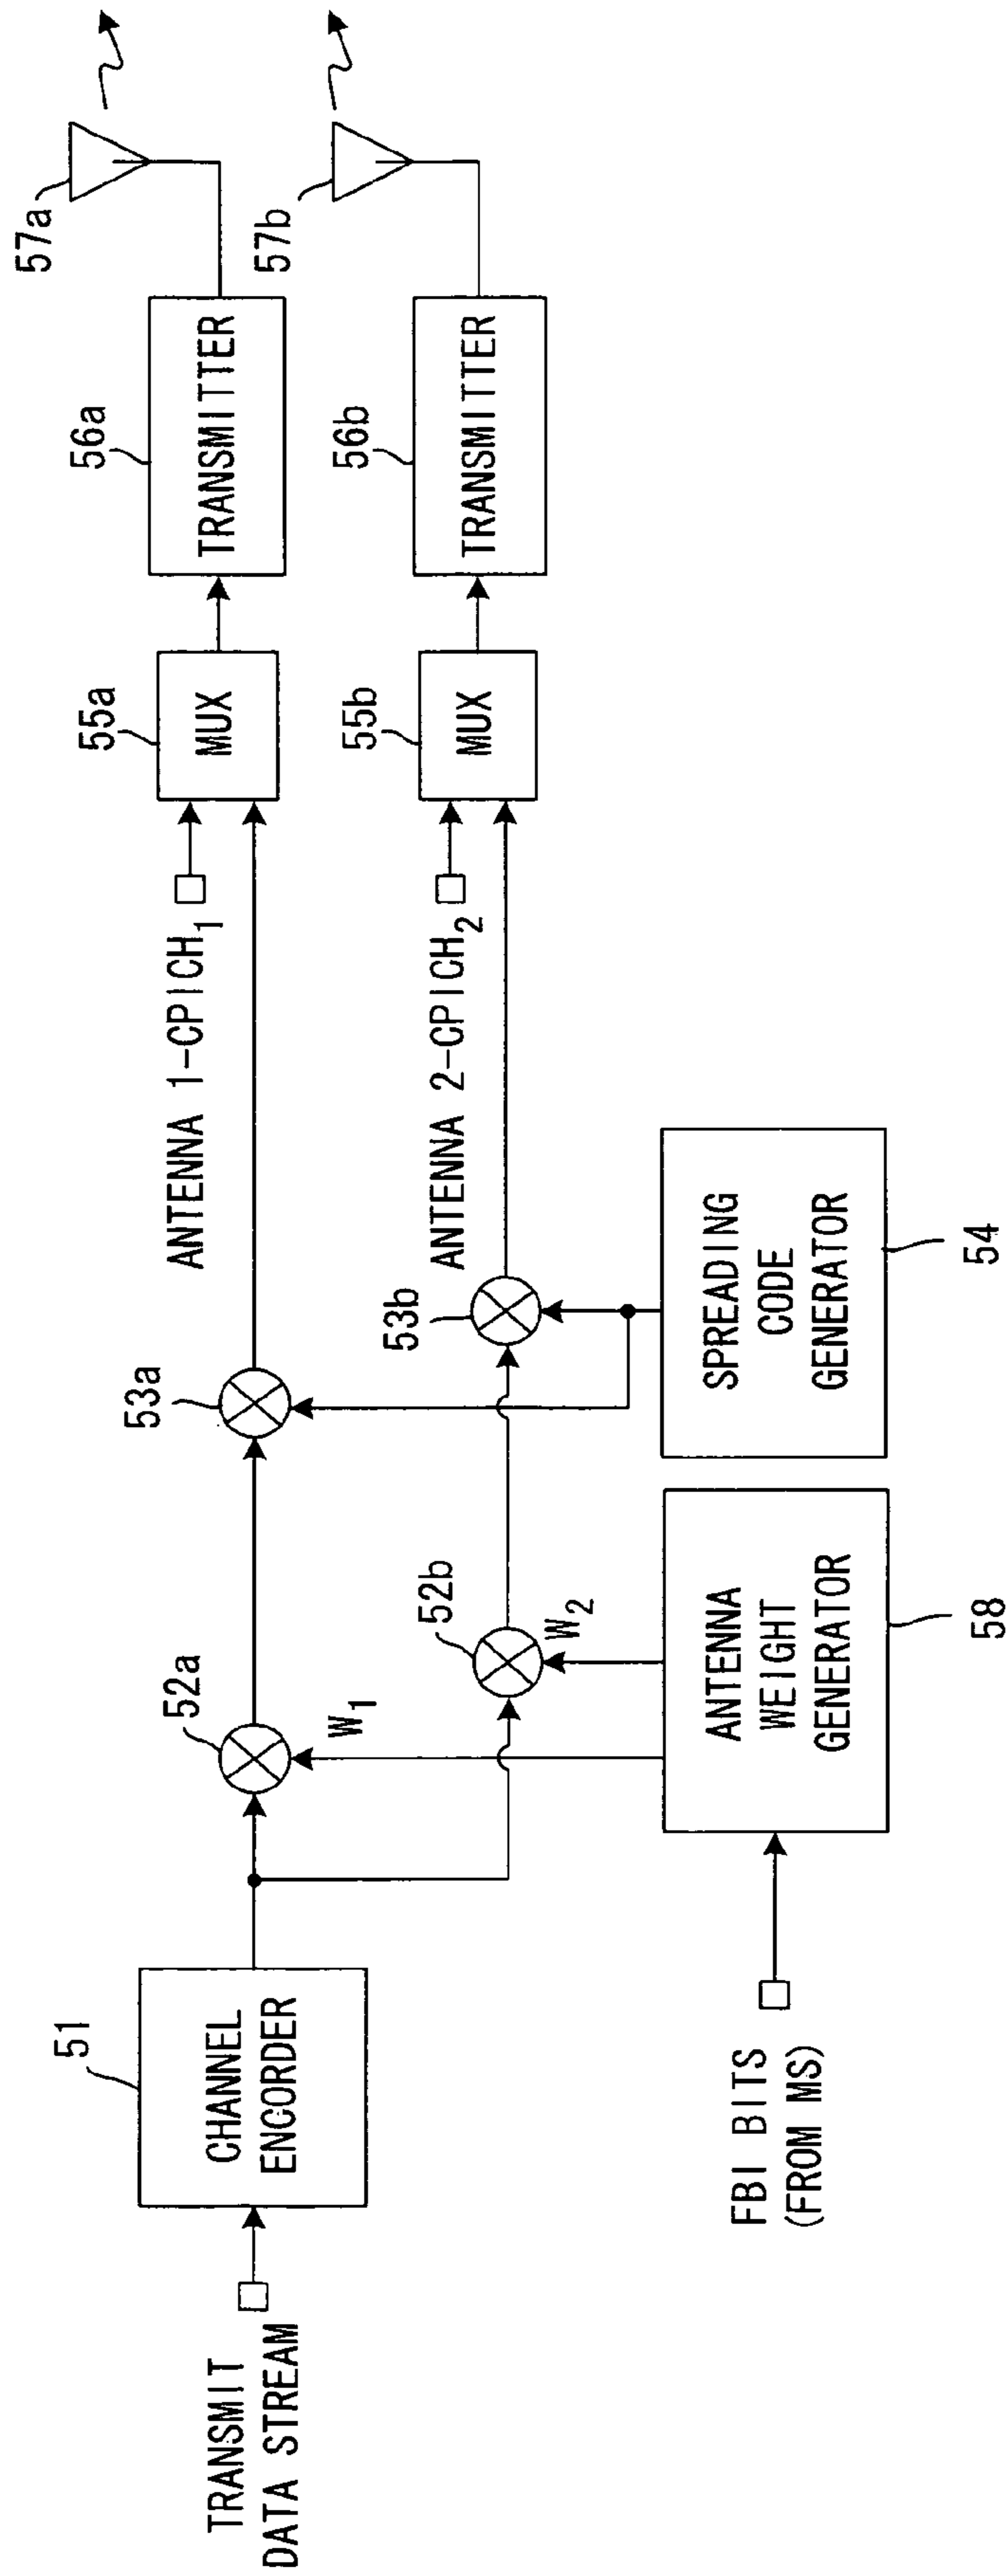 TRANSMIT
DATA STREAM
51
CHANNEL
ENCORDER
52a
W1
52b
W2
53a
53b
ANTENNA 1-CPICH1
ANTENNA 2-CPICH2
55a
MUX
55b
MUX
56a
TRANSMITTER
56b
TRANSMITTER
57a
57b
FBI BITS
(FROM MS)
ANTENNA
WEIGHT
GENERATOR
58
SPREADING
CODE
GENERATOR
54